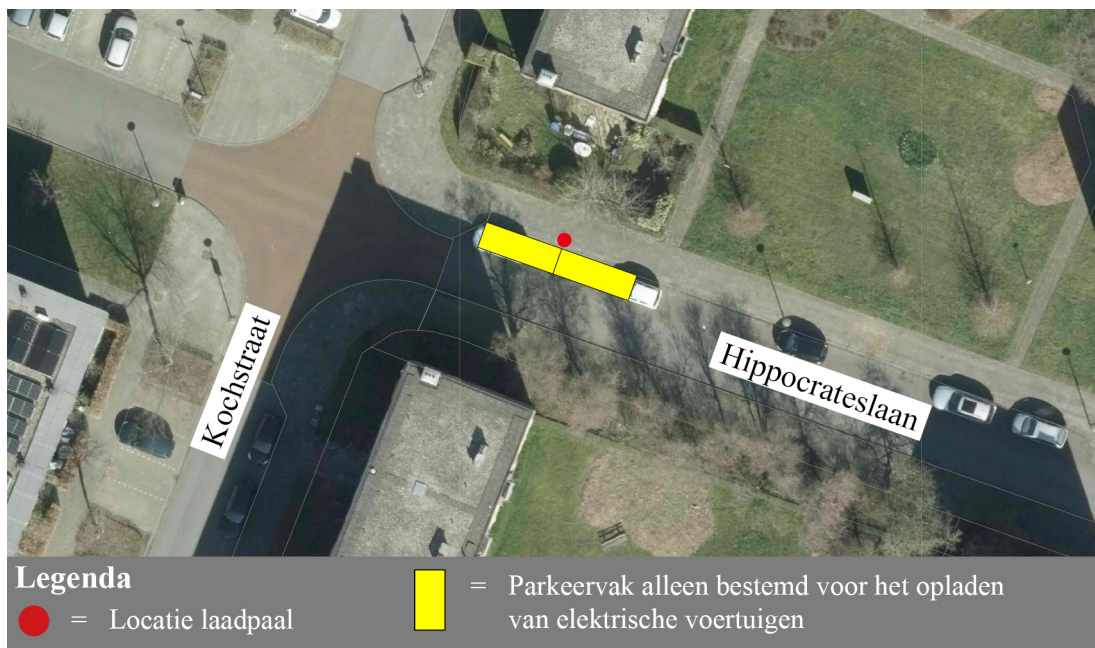 Kochstraat
Hippocrateslaan
Legenda
= Locatie laadpaal
= Parkeervak alleen bestemd voor het opladen
van elektrische voertuigen